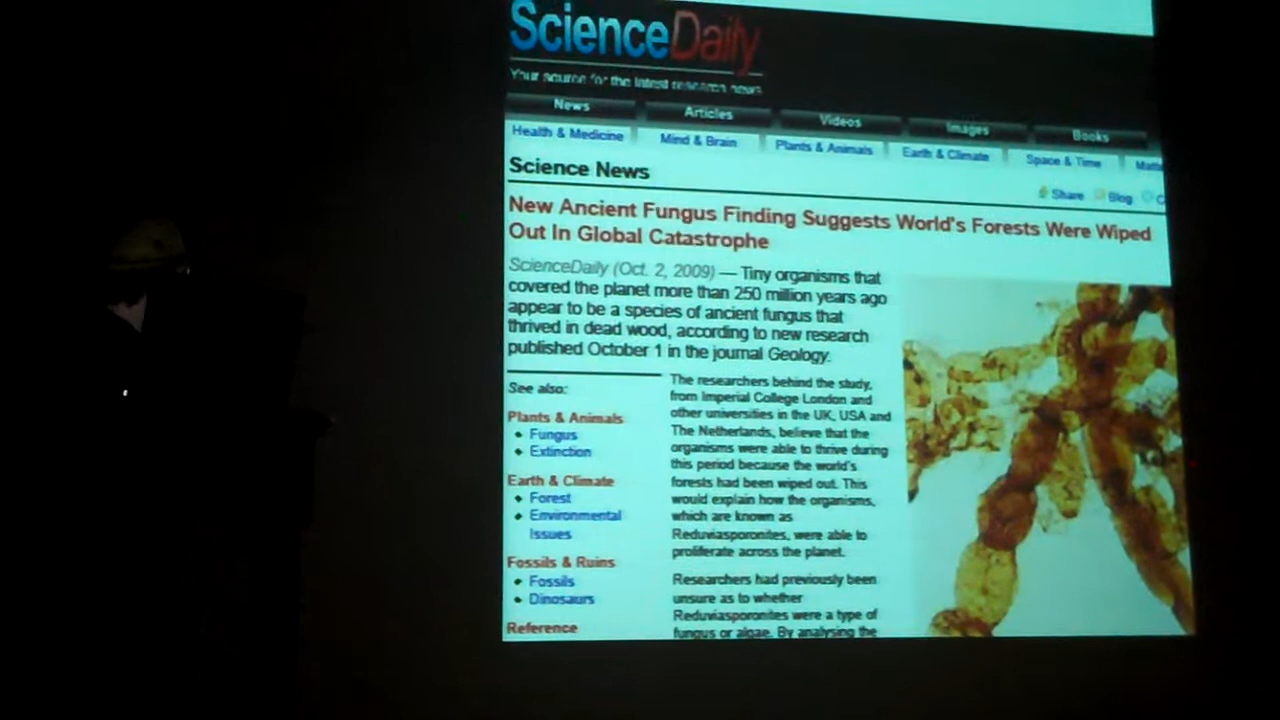 ScienceDaily
Your source for the latest research news
News Articles Videos Images Books
Health & Medicine Mind & Brain Plants & Animals Earth & Climate Space & Time
Science News
Share Blog
New Ancient Fungus Finding Suggests World's Forests Were Wiped
Out In Global Catastrophe
ScienceDaily (Oct. 2, 2009) — Tiny organisms that
covered the planet more than 250 million years ago
appear to be a species of ancient fungus that
thrived in dead wood, according to new research
published October 1 in the journal Geology.
See also:
Plants & Animals
• Fungus
• Extinction
Earth & Climate
• Forest
• Environmental
Issues
Fossils & Ruins
• Fossils
• Dinosaurs
Reference
The researchers behind the study,
from Imperial College London and
other universities in the UK, USA and
The Netherlands, believe that the
organisms were able to thrive during
this period because the world's
forests had been wiped out. This
would explain how the organisms,
which are known as
Reduviasporonites, were able to
proliferate across the planet.
Researchers had previously been
unsure as to whether
Reduviasporonites were a type of
fungus or algae. By analysing the